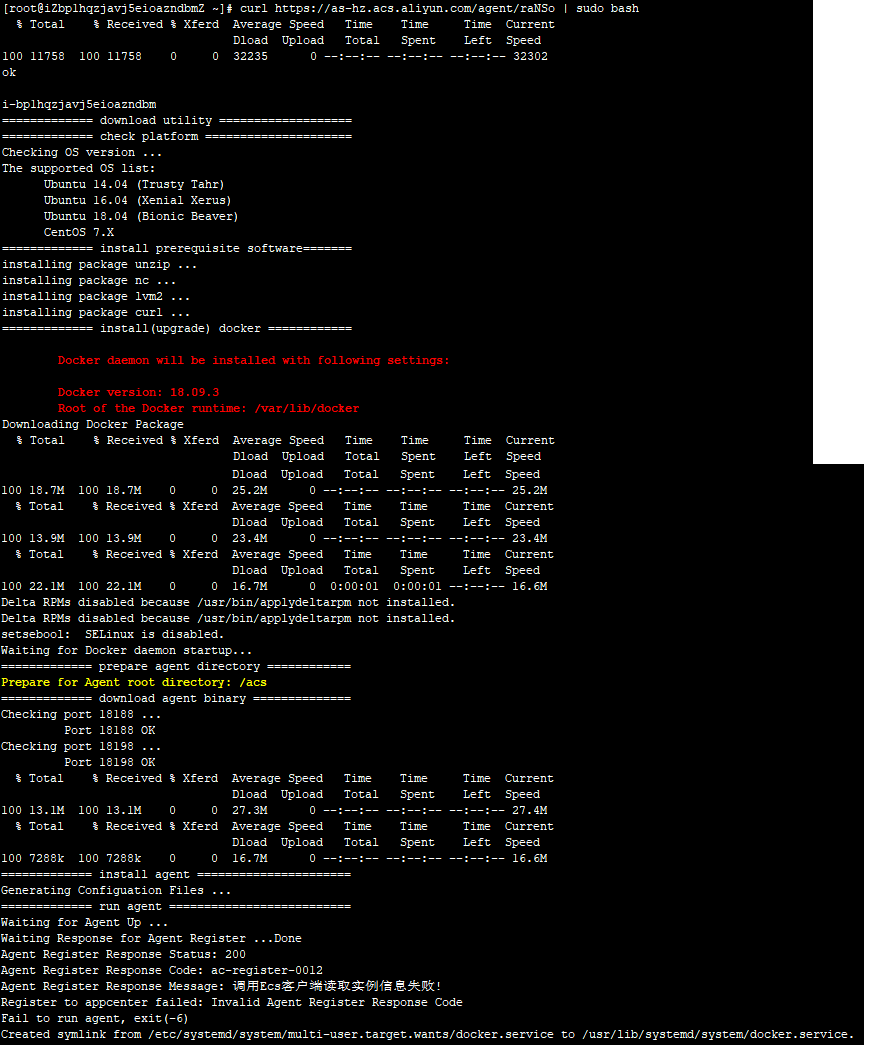 [root@iZbplhqzjavj5eioazndbmZ ~]# curl https://as-hz.acs.aliyun.com/agent/raNSo | sudo bash
  % Total    % Received % Xferd  Average Speed   Time    Time     Time  Current
                                 Dload  Upload   Total   Spent    Left  Speed
100 11758  100 11758    0     0  32235      0 --:--:-- --:--:-- --:--:-- 32302
ok
i-bplhqzjavj5eioazndbm
============= download utility ===================
============= check platform =====================
Checking OS version ...
The supported OS list:
      Ubuntu 14.04 (Trusty Tahr)
      Ubuntu 16.04 (Xenial Xerus)
      Ubuntu 18.04 (Bionic Beaver)
      CentOS 7.X
============= install prerequisite software=======
installing package unzip ...
installing package nc ...
installing package lvm2 ...
installing package curl ...
============= install(upgrade) docker ============
        Docker daemon will be installed with following settings:
        Docker version: 18.09.3
        Root of the Docker runtime: /var/lib/docker
Downloading Docker Package
  % Total    % Received % Xferd  Average Speed   Time    Time     Time  Current
                                 Dload  Upload   Total   Spent    Left  Speed
                                 Dload  Upload   Total   Spent    Left  Speed
100 18.7M  100 18.7M    0     0  25.2M      0 --:--:-- --:--:-- --:--:-- 25.2M
  % Total    % Received % Xferd  Average Speed   Time    Time     Time  Current
                                 Dload  Upload   Total   Spent    Left  Speed
100 13.9M  100 13.9M    0     0  23.4M      0 --:--:-- --:--:-- --:--:-- 23.4M
  % Total    % Received % Xferd  Average Speed   Time    Time     Time  Current
                                 Dload  Upload   Total   Spent    Left  Speed
100 22.1M  100 22.1M    0     0  16.7M      0  0:00:01  0:00:01 --:--:-- 16.6M
Delta RPMs disabled because /usr/bin/applydeltarpm not installed.
Delta RPMs disabled because /usr/bin/applydeltarpm not installed.
setsebool:  SELinux is disabled.
Waiting for Docker daemon startup...
============= prepare agent directory ============
Prepare for Agent root directory: /acs
============= download agent binary ==============
Checking port 18188 ...
         Port 18188 OK
Checking port 18198 ...
         Port 18198 OK
  % Total    % Received % Xferd  Average Speed   Time    Time     Time  Current
                                 Dload  Upload   Total   Spent    Left  Speed
100 13.1M  100 13.1M    0     0  27.3M      0 --:--:-- --:--:-- --:--:-- 27.4M
  % Total    % Received % Xferd  Average Speed   Time    Time     Time  Current
                                 Dload  Upload   Total   Spent    Left  Speed
100 7288k  100 7288k    0     0  16.7M      0 --:--:-- --:--:-- --:--:-- 16.6M
============= install agent ======================
Generating Configuation Files ...
============= run agent ==========================
Waiting for Agent Up ...
Waiting Response for Agent Register ...Done
Agent Register Response Status: 200
Agent Register Response Code: ac-register-0012
Agent Register Response Message: 调用Ecs客户端读取实例信息失败!
Register to appcenter failed: Invalid Agent Register Response Code
Fail to run agent, exit(-6)
Created symlink from /etc/systemd/system/multi-user.target.wants/docker.service to /usr/lib/systemd/system/docker.service.